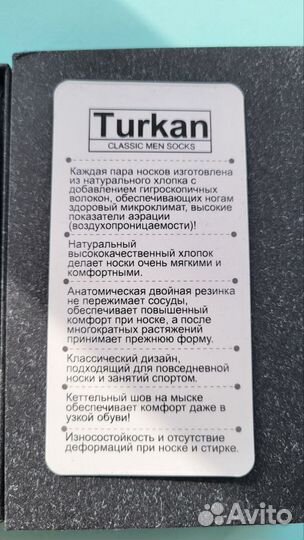 Turkan
CLASSIC MEN SOCKS
Каждая пара носков изготовлена
из натурального хлопка с
добавлением гигроскопичных
волокон, обеспечивающих ногам
здоровый микроклимат, высокие
показатели аэрации
(воздухопроницаемости)!
Натуральный
высококачественный хлопок
делает носки очень мягкими и
комфортными.
Анатомическая двойная резинка
не пережимает сосуды,
обеспечивает повышенный
комфорт при носке, а после
многократных растяжений
принимает прежнюю форму.
Классический дизайн,
подходящий для повседневной
носки и занятий спортом.
Кеттельный шов на мыске
обеспечивает комфорт даже в
узкой обуви!
Износостойкость и отсутствие
деформаций при носке и стирке.
Avito